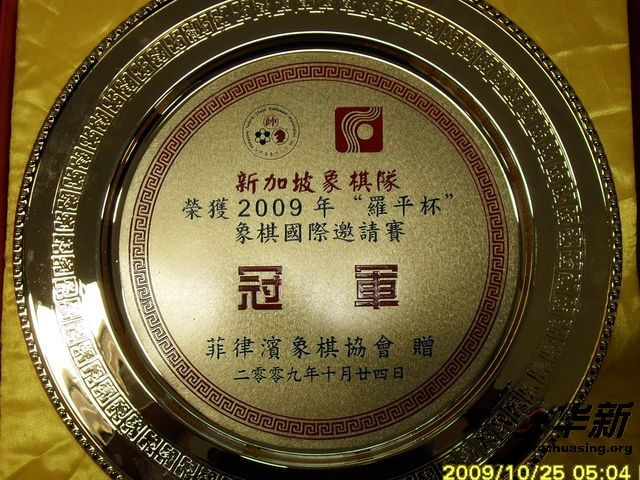 帥
新加坡象棋隊
榮獲2009年“羅平杯”
象棋國際邀請賽
冠軍
菲律濱象棋協會 贈
二零零九年十月廿四日
华新
chuasing.org
2009/10/25 05:04